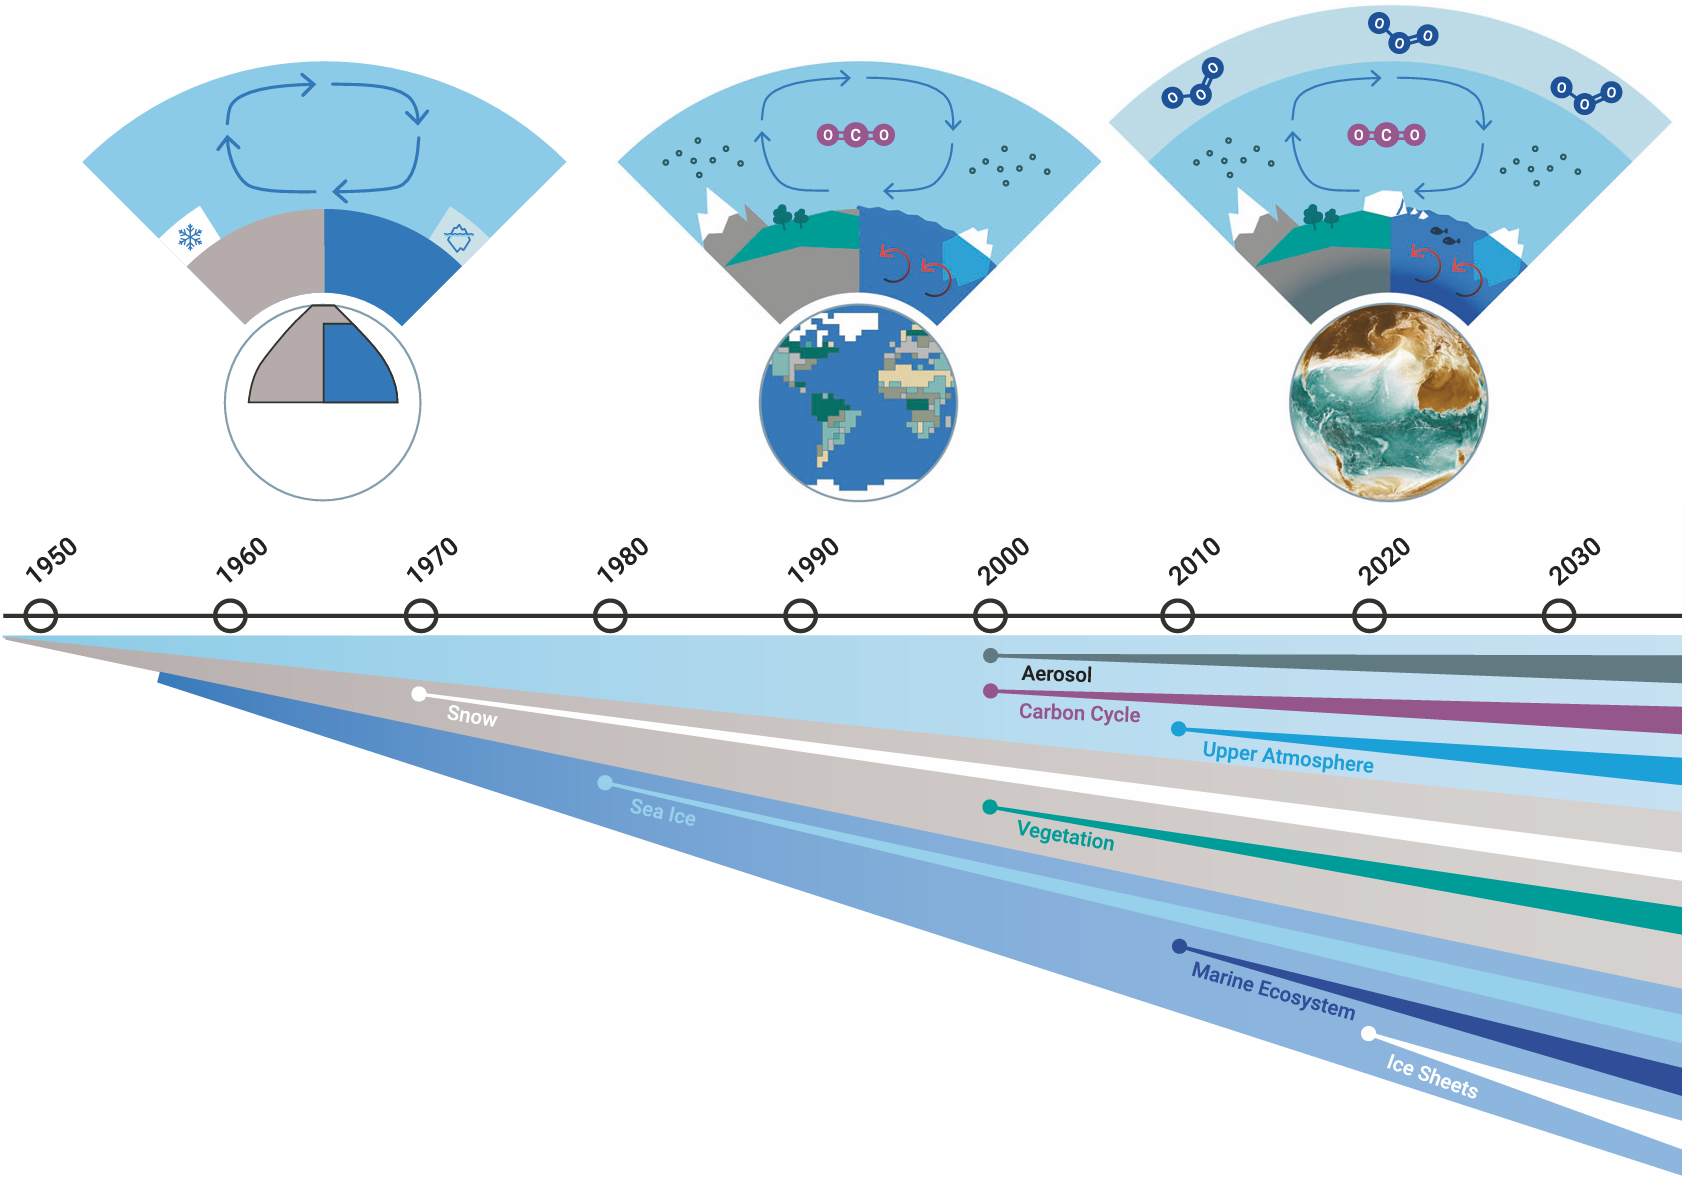 O
O
O
O
O
O
O
O
O
O C O
O C O
1950
1960
1970
1980
1990
2000
2010
2020
2030
Aerosol
Snow
Carbon Cycle
Upper Atmosphere
Sea Ice
Vegetation
Marine Ecosystem
Ice Sheets